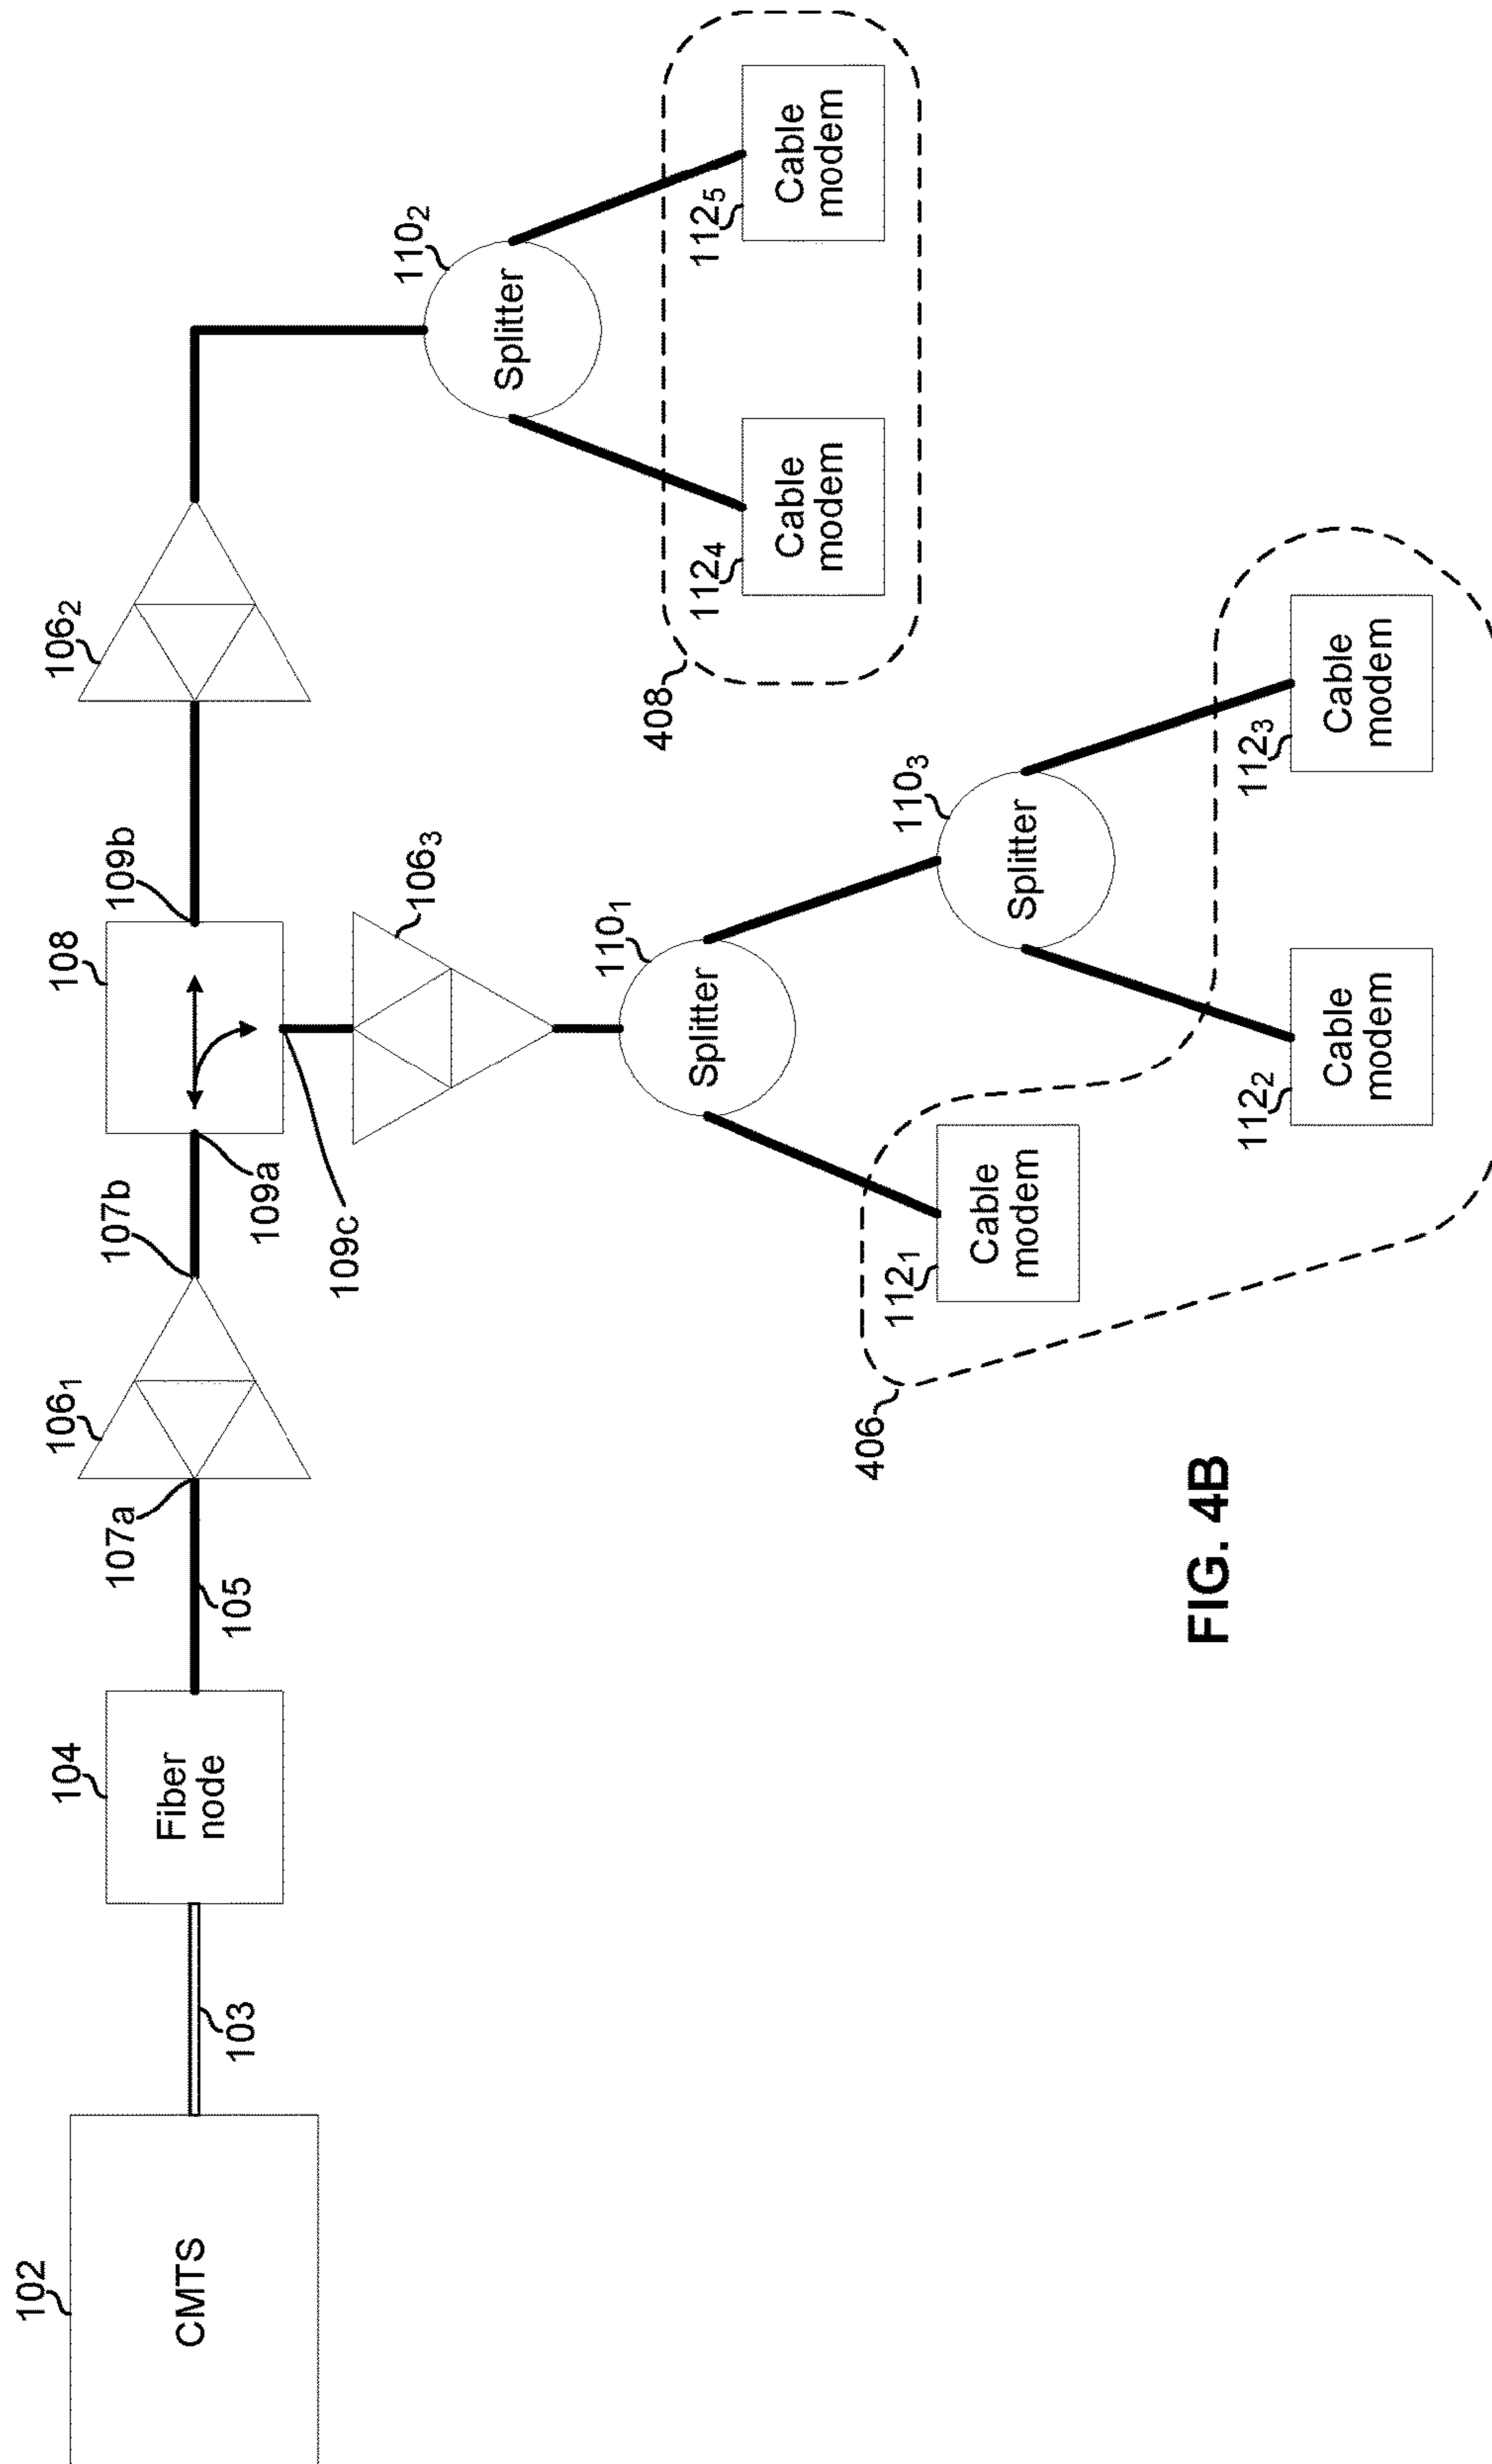 102
CMTS
103
104
Fiber
node
105
107a
106₁
107b
109a
108
109b
109c
106₂
106₃
110₂
Splitter
110₁
Splitter
110₃
Splitter
408
112₄
Cable
modem
112₅
Cable
modem
406
112₁
Cable
modem
112₂
Cable
modem
112₃
Cable
modem
FIG. 4B